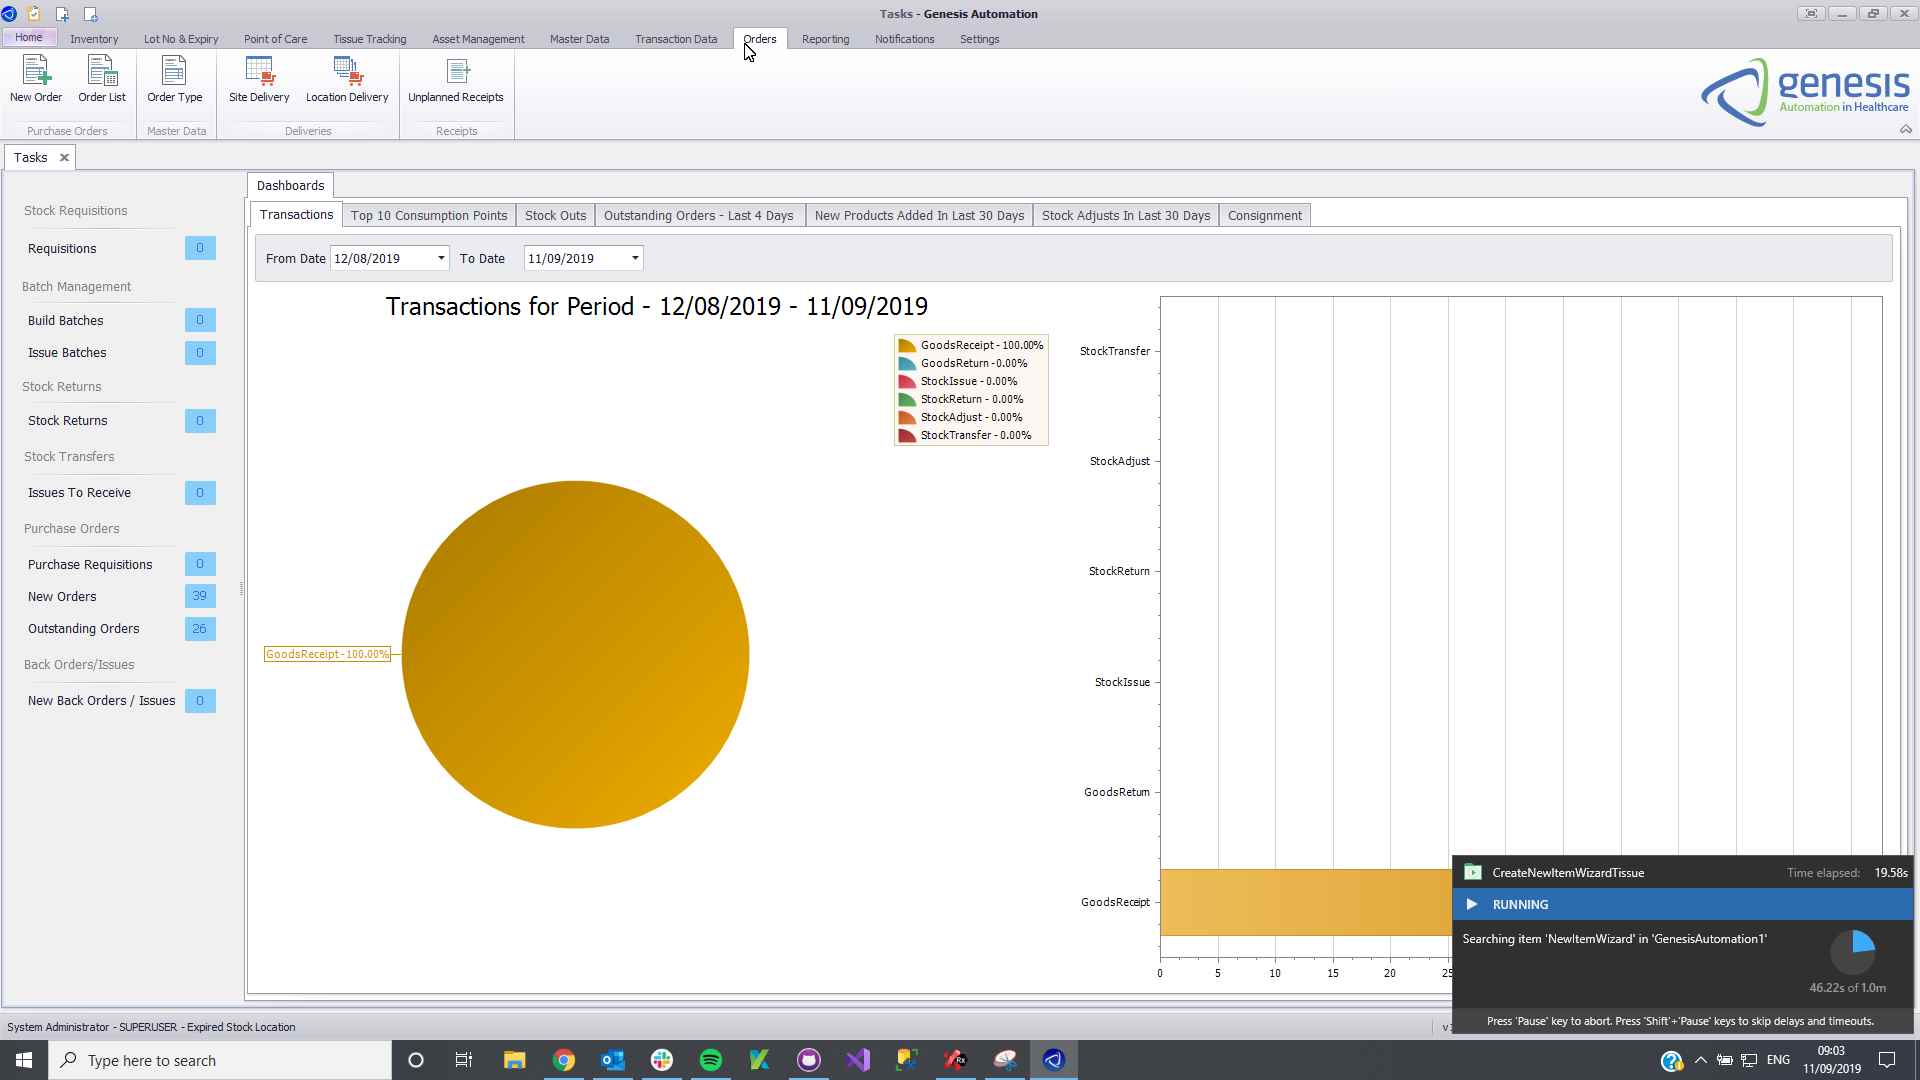 Tasks - Genesis Automation
Home
Inventory
Lot No & Expiry
Point of Care
Tissue Tracking
Asset Management
Master Data
Transaction Data
Orders
Reporting
Notifications
Settings
New Order
Order List
Order Type
Site Delivery
Location Delivery
Unplanned Receipts
Purchase Orders
Master Data
Deliveries
Receipts
genesis
Automation in Healthcare
Tasks
Dashboards
Transactions
Top 10 Consumption Points
Stock Outs
Outstanding Orders - Last 4 Days
New Products Added In Last 30 Days
Stock Adjusts In Last 30 Days
Consignment
Stock Requisitions
Requisitions 0
Batch Management
Build Batches 0
Issue Batches 0
Stock Returns
Stock Returns 0
Stock Transfers
Issues To Receive 0
Purchase Orders
Purchase Requisitions 0
New Orders 39
Outstanding Orders 26
Back Orders/Issues
New Back Orders / Issues 0
From Date 12/08/2019 To Date 11/09/2019
Transactions for Period - 12/08/2019 - 11/09/2019
GoodsReceipt - 100.00%
GoodsReturn - 0.00%
StockIssue - 0.00%
StockReturn - 0.00%
StockAdjust - 0.00%
StockTransfer - 0.00%
GoodsReceipt - 100.00%
StockTransfer
StockAdjust
StockReturn
StockIssue
GoodsReturn
GoodsReceipt
0 5 10 15 20 25
CreateNewItemWizardTissue
Time elapsed: 19.58s
RUNNING
Searching item 'NewItemWizard' in 'GenesisAutomation1'
46.22s of 1.0m
Press 'Pause' key to abort. Press 'Shift'+'Pause' keys to skip delays and timeouts.
System Administrator - SUPERUSER - Expired Stock Location
Type here to search
ENG
09:03
11/09/2019